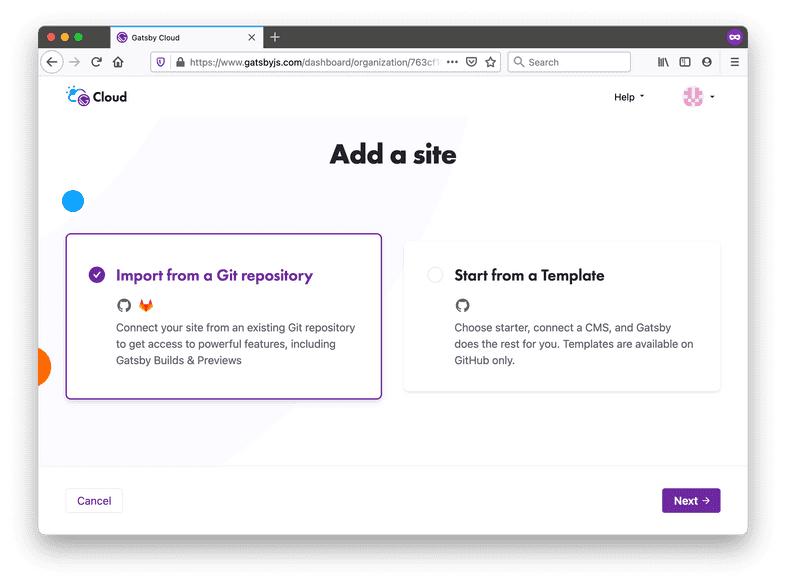 Gatsby Cloud
https://www.gatsbyjs.com/dashboard/organization/763cf
Search
Cloud
Help
Add a site
Import from a Git repository
Connect your site from an existing Git repository
to get access to powerful features, including
Gatsby Builds & Previews
Start from a Template
Choose starter, connect a CMS, and Gatsby
does the rest for you. Templates are available on
GitHub only.
Cancel
Next →